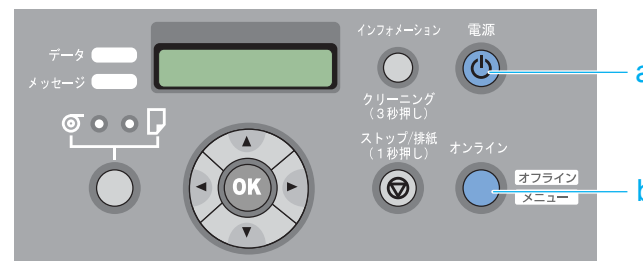 インフォメーション
電源
データ
メッセージ
a
クリーニング
(3秒押し)
ストップ/排紙
(1秒押し)
オンライン
OK
オフライン
メニュー
b